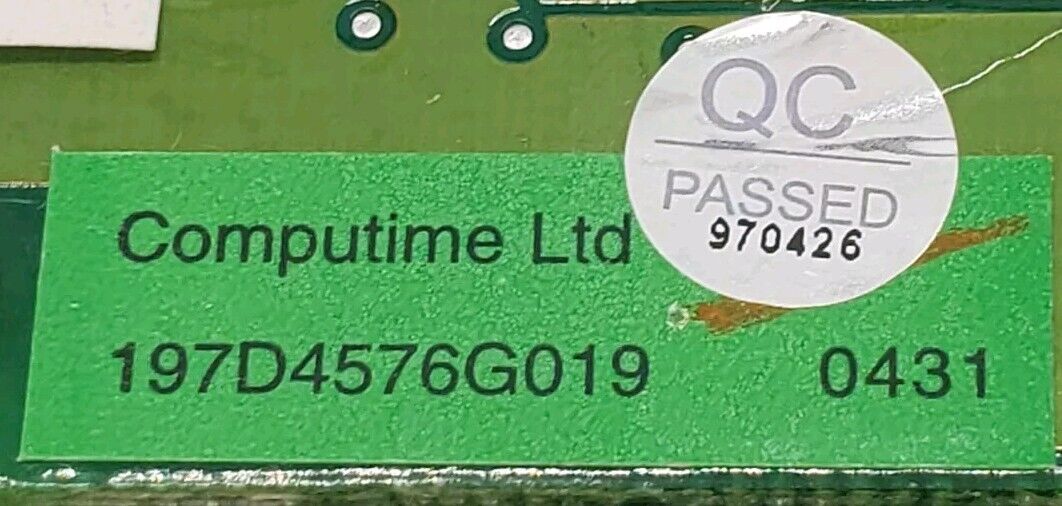 QC
PASSED
970426
Computime Ltd
197D4576G019 0431